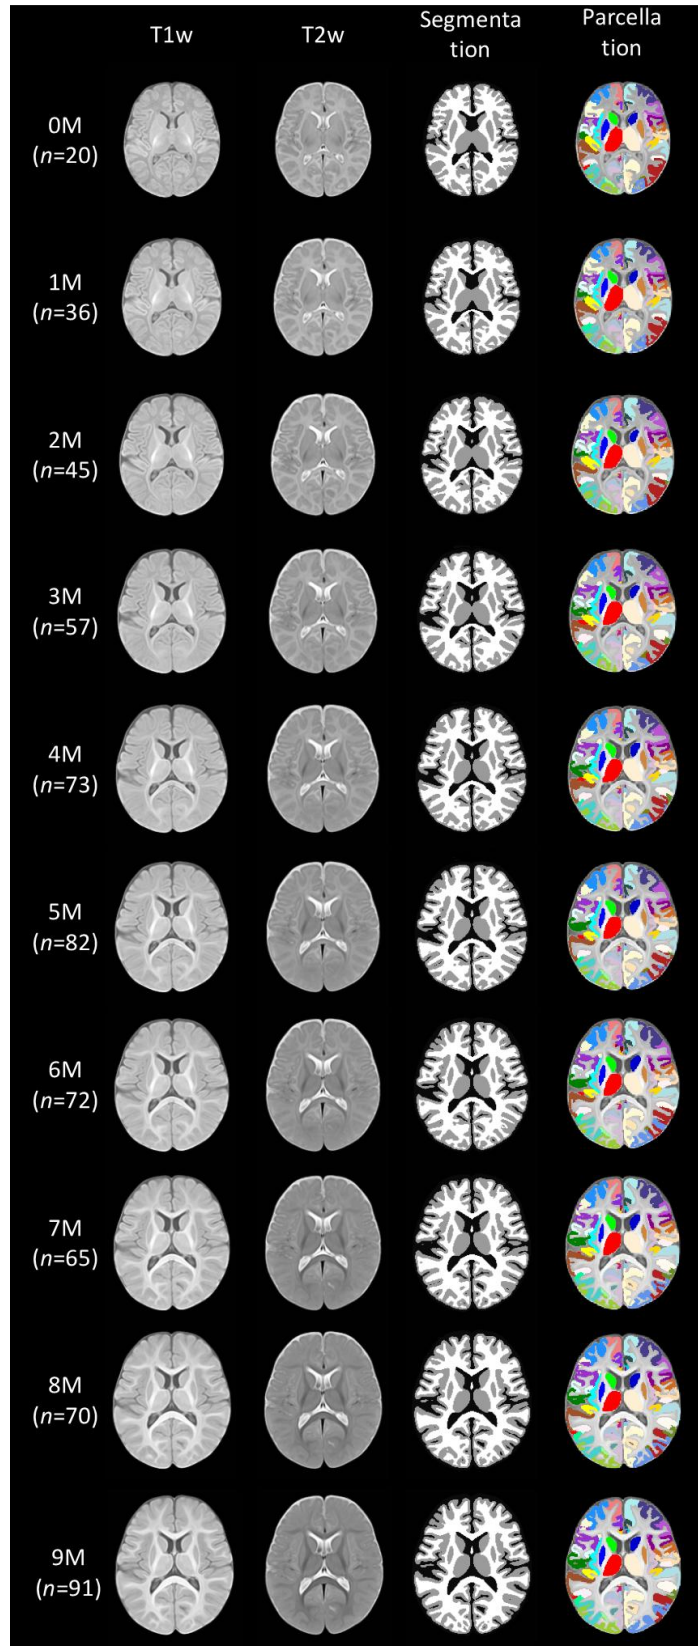 T1w
T2w
Segmenta
tion
Parcella
tion
0M
(n=20)
1M
(n=36)
2M
(n=45)
3M
(n=57)
4M
(n=73)
5M
(n=82)
6M
(n=72)
7M
(n=65)
8M
(n=70)
9M
(n=91)